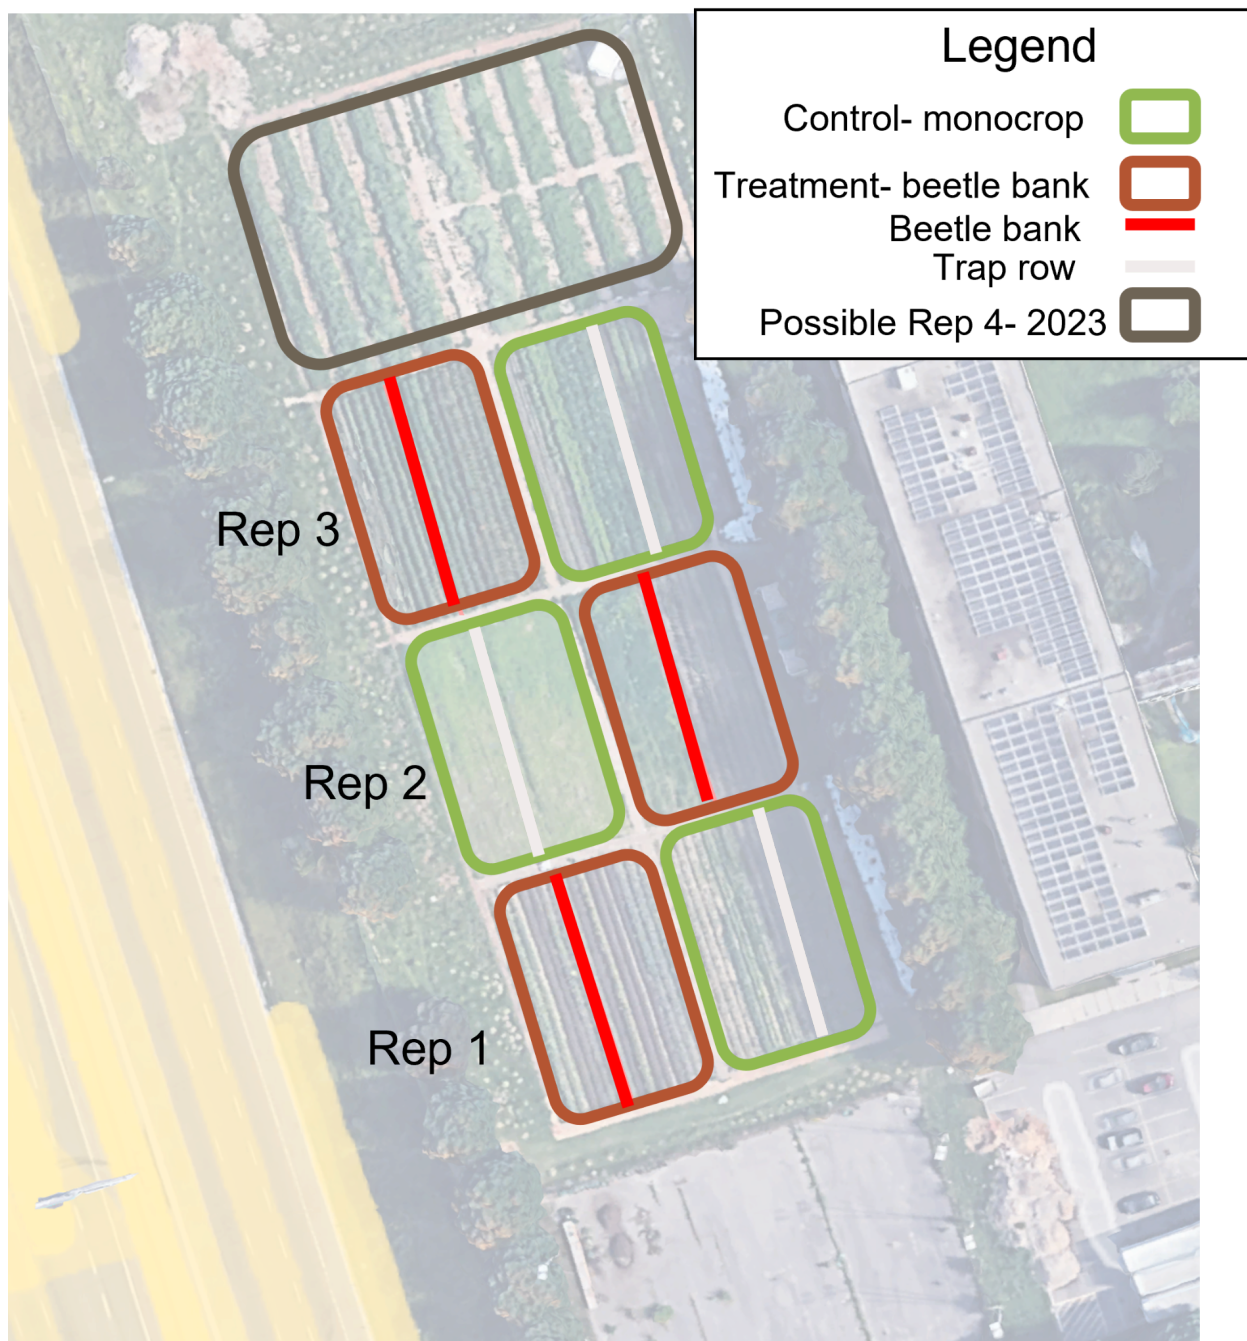 Legend
Control- monocrop
Treatment- beetle bank
Beetle bank
Trap row
Possible Rep 4- 2023
Rep 3
Rep 2
Rep 1